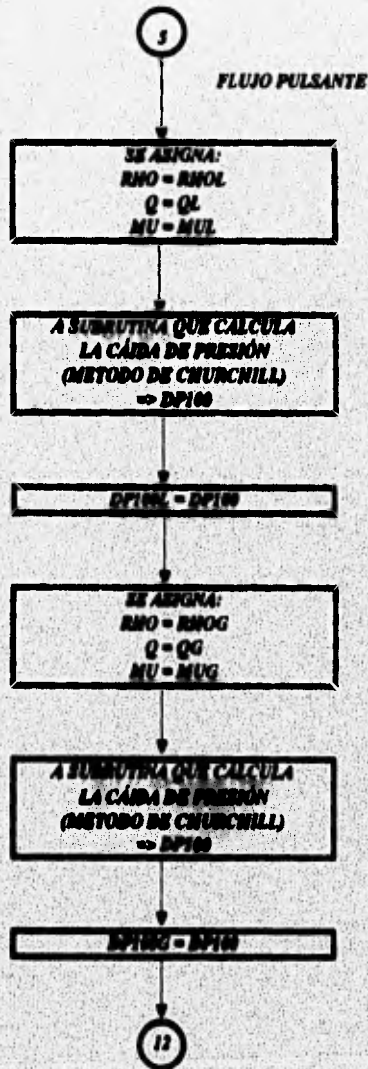 5
FLUJO PULSANTE
SE ASIGNA:
RHO = RHOL
Q = QL
MU = MUL
A SUBRUTINA QUE CALCULA
LA CÁIDA DE PRESIÓN
(METODO DE CHURCHILL)
=> DP100
DP100L = DP100
SE ASIGNA:
RHO = RHOG
Q = QG
MU = MUG
A SUBRUTINA QUE CALCULA
LA CÁIDA DE PRESIÓN
(METODO DE CHURCHILL)
=> DP100
DP100G = DP100
12